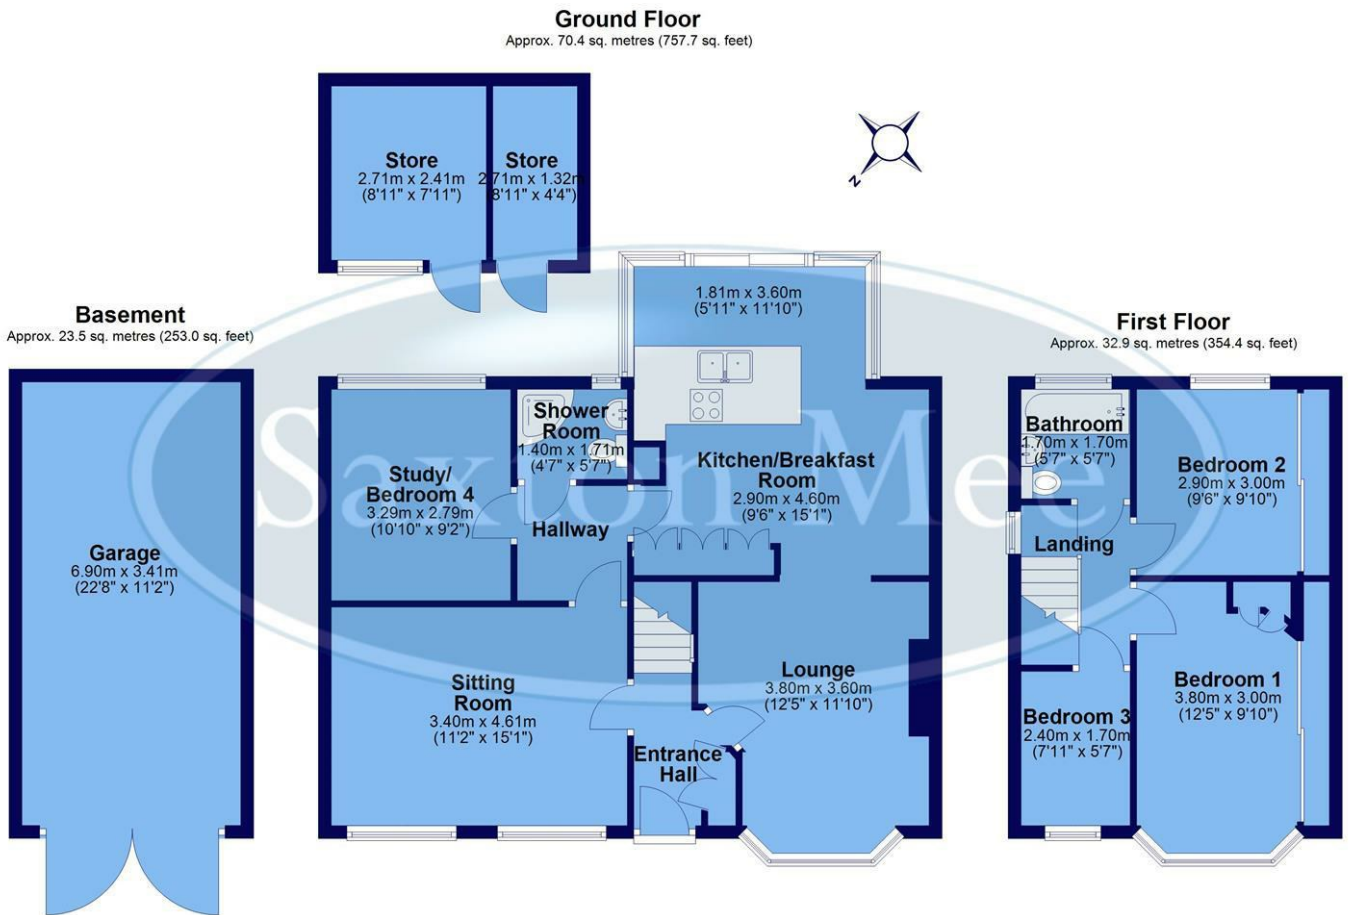 Ground Floor
Approx. 70.4 sq. metres (757.7 sq. feet)
Store
2.71m x 2.41m
(8'11" x 7'11")
Store
2.71m x 1.32m
(8'11" x 4'4")
N
Basement
Approx. 23.5 sq. metres (253.0 sq. feet)
First Floor
Approx. 32.9 sq. metres (354.4 sq. feet)
1.81m x 3.60m
(5'11" x 11'10")
Saxton Mee
Shower
Room
1.40m x 1.71m
(4'7" x 5'7")
Study/
Bedroom 4
3.29m x 2.79m
(10'10" x 9'2")
Kitchen/Breakfast
Room
2.90m x 4.60m
(9'6" x 15'1")
Hallway
Bathroom
1.70m x 1.70m
(5'7" x 5'7")
Bedroom 2
2.90m x 3.00m
(9'6" x 9'10")
Landing
Garage
6.90m x 3.41m
(22'8" x 11'2")
Sitting
Room
3.40m x 4.61m
(11'2" x 15'1")
Lounge
3.80m x 3.60m
(12'5" x 11'10")
Entrance
Hall
Bedroom 1
3.80m x 3.00m
(12'5" x 9'10")
Bedroom 3
2.40m x 1.70m
(7'11" x 5'7")